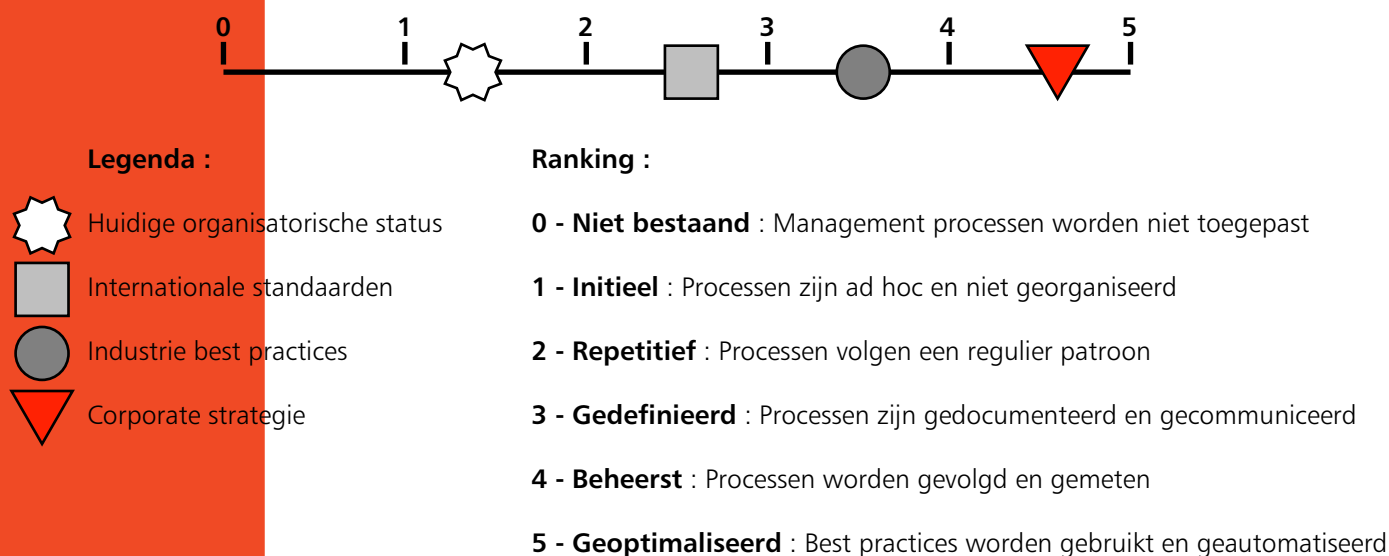 0 1 2 3 4 5
Legenda :
Huidige organisatorische status
Internationale standaarden
Industrie best practices
Corporate strategie
Ranking :
0 - Niet bestaand : Management processen worden niet toegepast
1 - Initieel : Processen zijn ad hoc en niet georganiseerd
2 - Repetitief : Processen volgen een regulier patroon
3 - Gedefinieerd : Processen zijn gedocumenteerd en gecommuniceerd
4 - Beheerst : Processen worden gevolgd en gemeten
5 - Geoptimaliseerd : Best practices worden gebruikt en geautomatiseerd